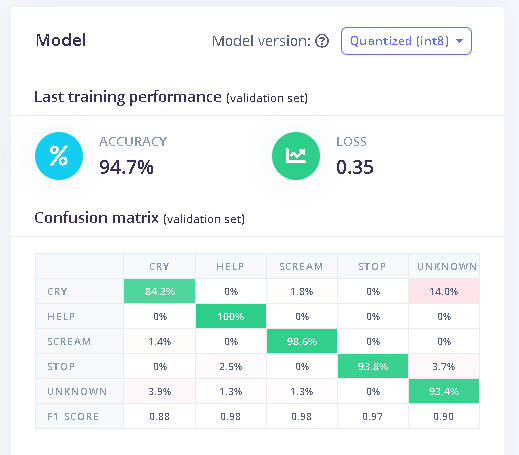 Model
Model version: Quantized (int8)
Last training performance (validation set)
% ACCURACY LOSS
94.7% 0.35
Confusion matrix (validation set)
CRY HELP SCREAM STOP UNKNOWN
CRY 84.2% 0% 1.8% 0% 14.0%
HELP 0% 100% 0% 0% 0%
SCREAM 1.4% 0% 98.6% 0% 0%
STOP 0% 2.5% 0% 93.8% 3.7%
UNKNOWN 3.9% 1.3% 1.3% 0% 93.4%
F1 SCORE 0.88 0.98 0.98 0.97 0.90